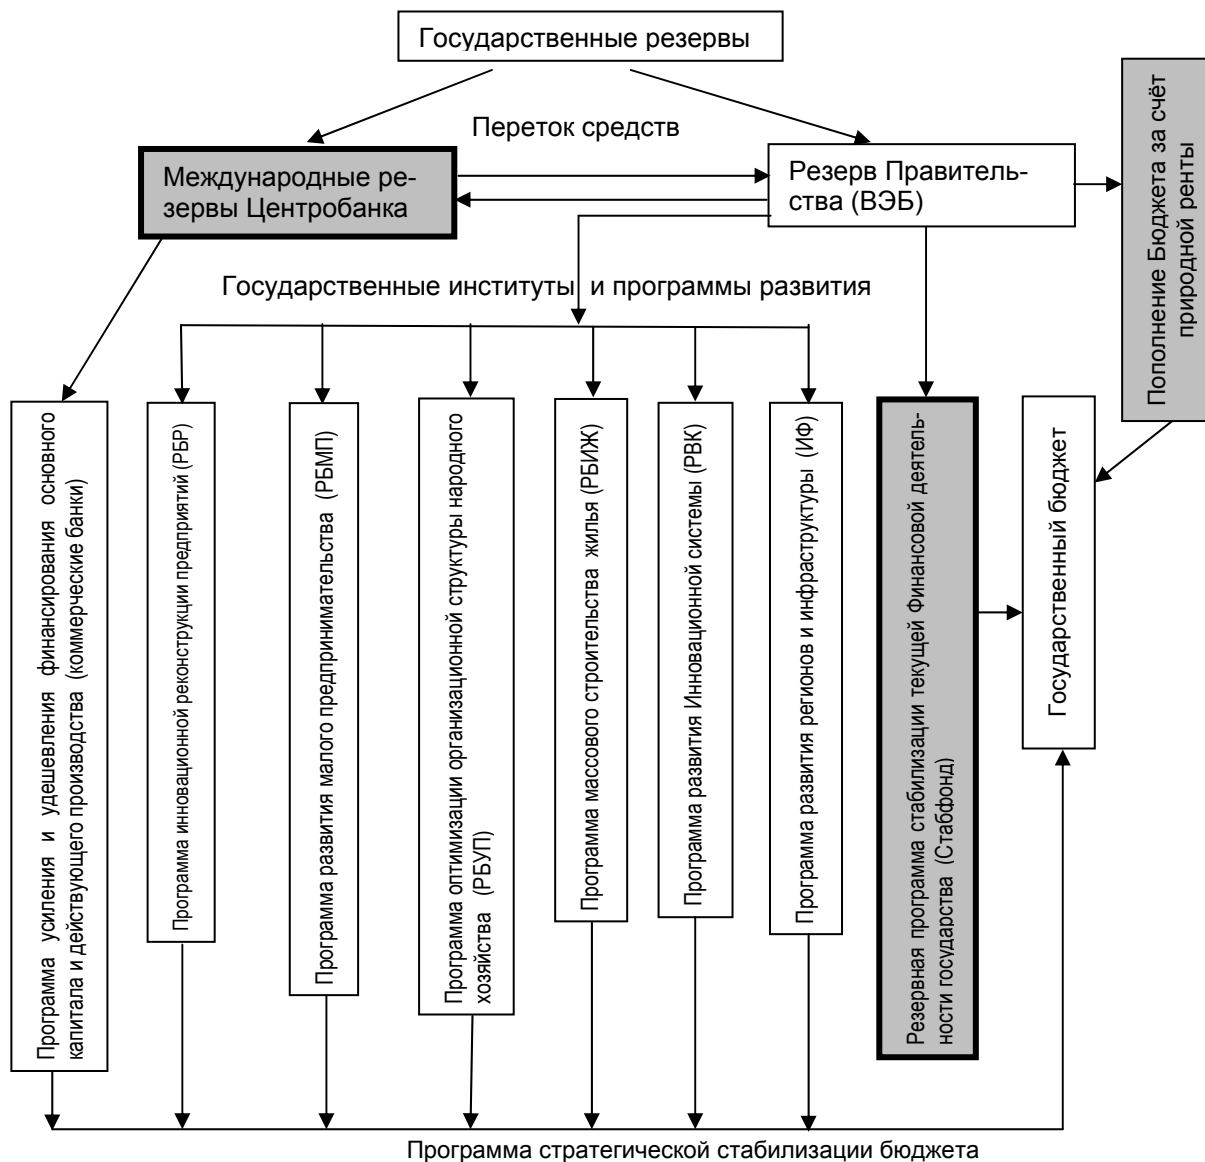 Государственные резервы
Переток средств
Международные ре-
зервы Центробанка
Резерв Правитель-
ства (ВЭБ)
Пополнение Бюджета за счёт
природной ренты
Государственные институты и программы развития
Программа усиления и удешевления финансирования основного
капитала и действующего производства (коммерческие банки)
Программа инновационной реконструкции предприятий (РБР)
Программа развития малого предпринимательства (РБМП)
Программа оптимизации организационной структуры народного
хозяйства (РБУП)
Программа массового строительства жилья (РБИЖ)
Программа развития Инновационной системы (РВК)
Программа развития регионов и инфраструктуры (ИФ)
Резервная программа стабилизации текущей Финансовой деятель-
ности государства (Стабфонд)
Государственный бюджет
Программа стратегической стабилизации бюджета